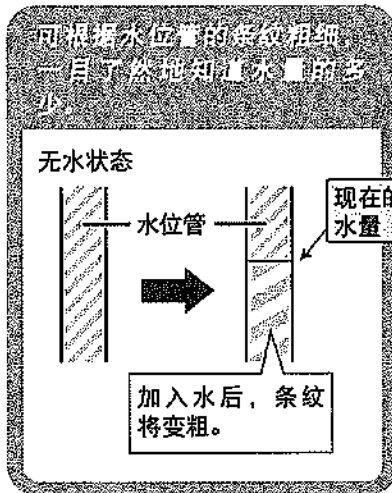 可根据水位管的条纹粗细，
一目了然地知道水量的多
少。
无水状态
水位管
现在的
水量
加入水后，条纹
将变粗。